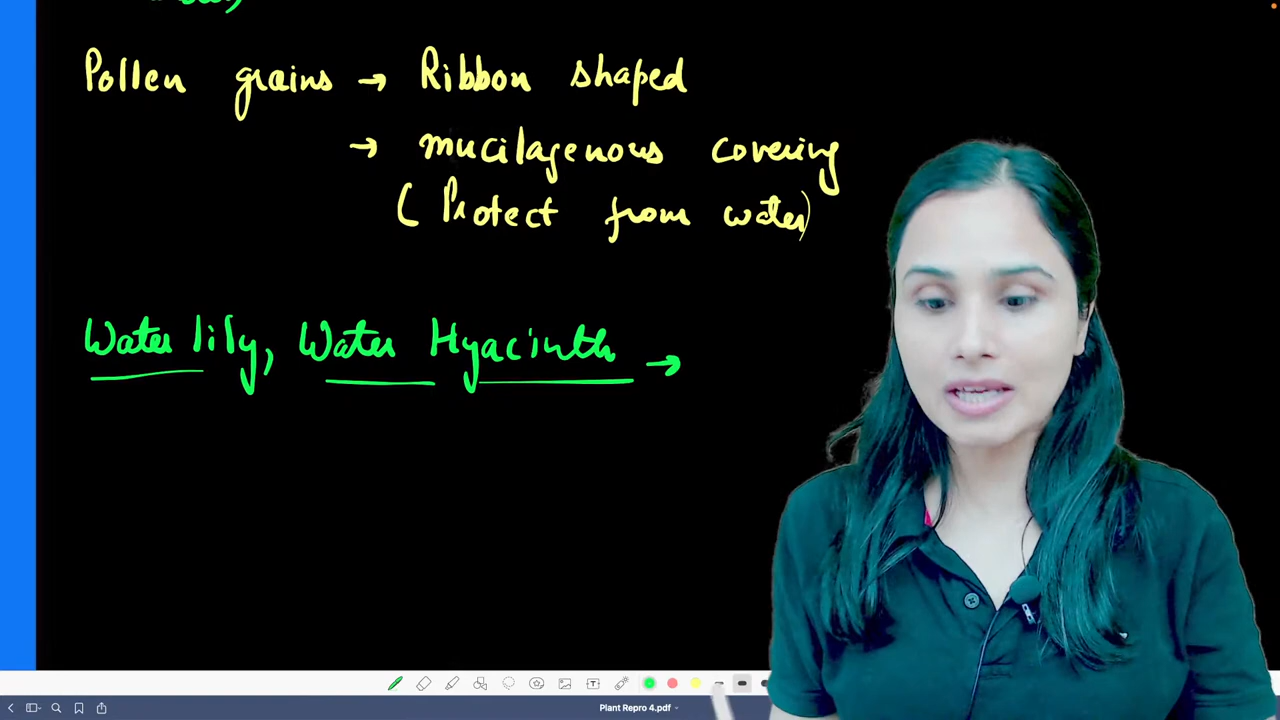 Pollen grains → Ribbon shaped
→ mucilagenous covering
(Protect from water)
Water lily, Water Hyacinth →
Plant Repro 4.pdf